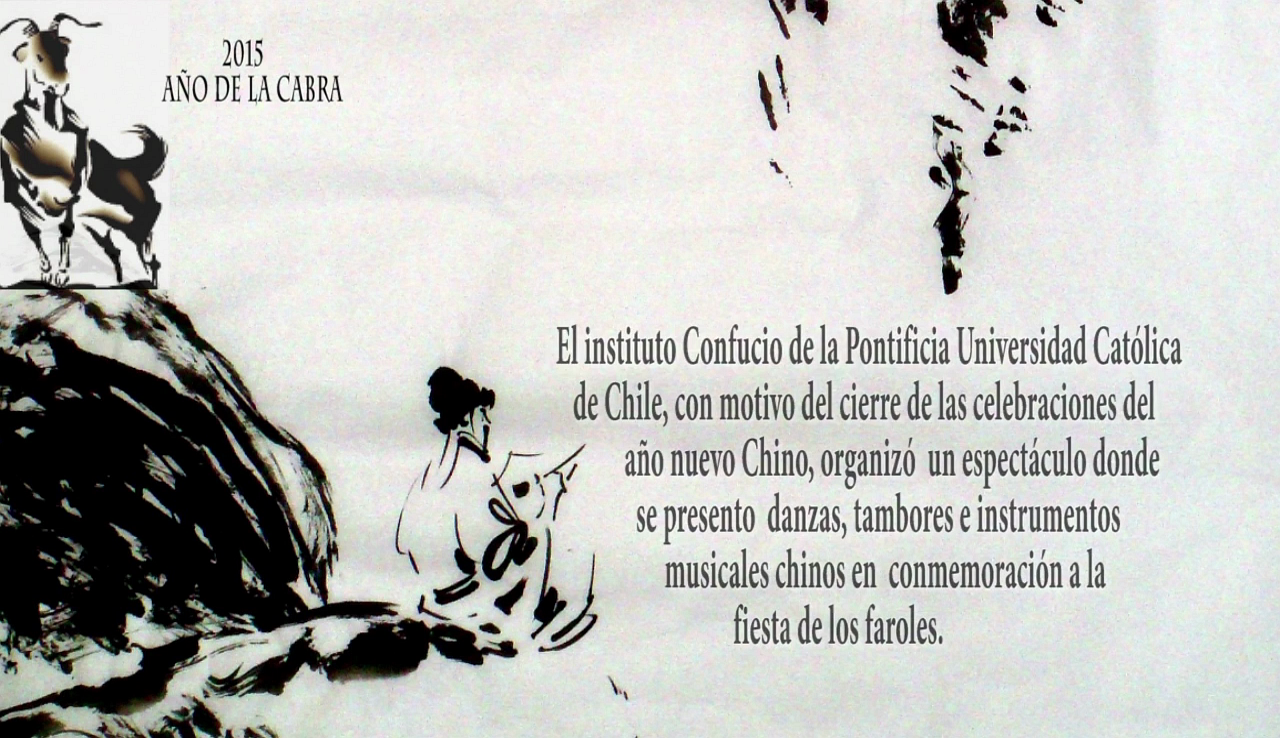 2015
AÑO DE LA CABRA
El instituto Confucio de la Pontificia Universidad Católica
de Chile, con motivo del cierre de las celebraciones del
año nuevo Chino, organizó un espectáculo donde
se presento danzas, tambores e instrumentos
musicales chinos en conmemoración a la
fiesta de los faroles.